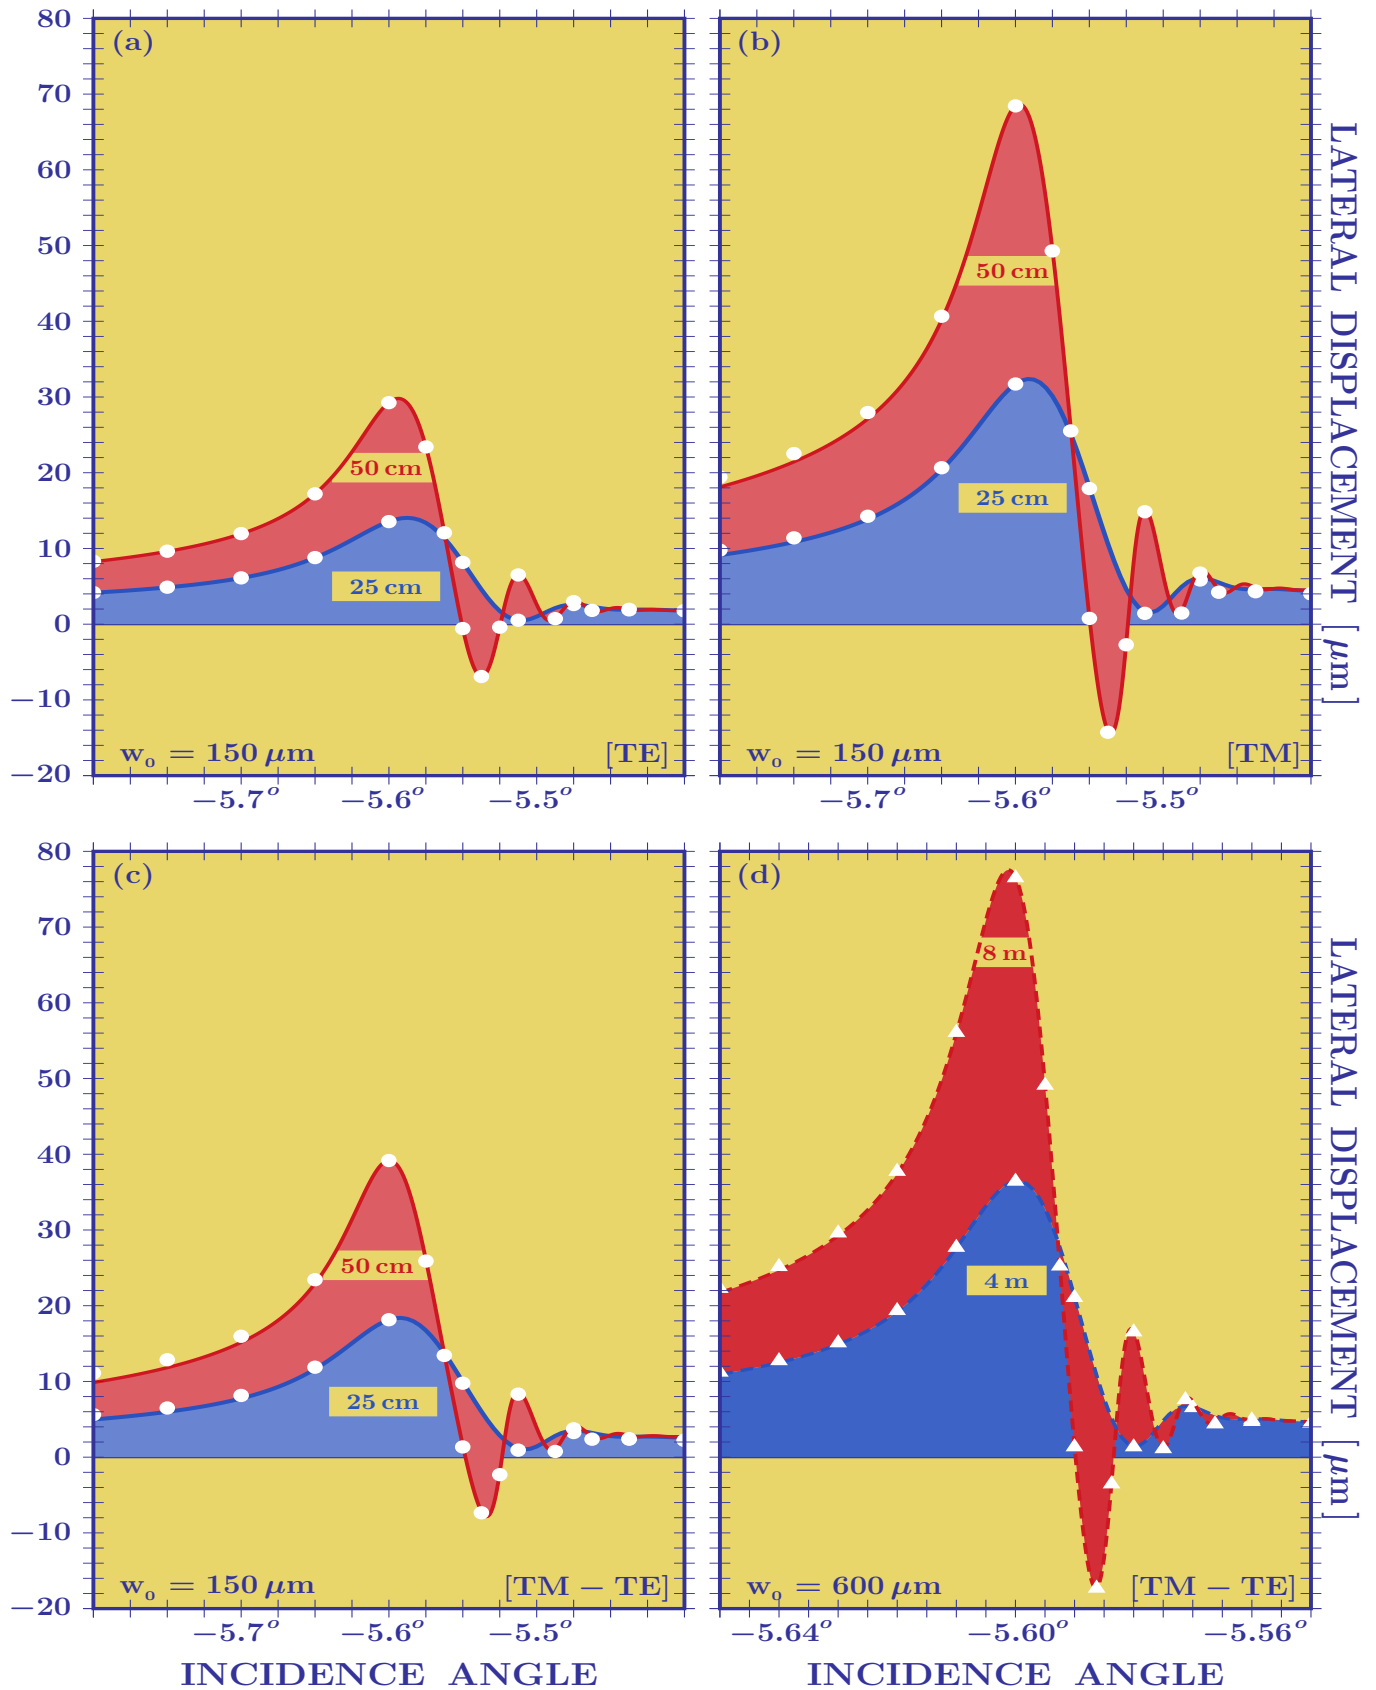 80
70
60
50
40
30
20
10
0
−10
−20
(a)
50 cm
25 cm
w₀ = 150 μm
[TE]
−5.7° −5.6° −5.5°
(b)
50 cm
25 cm
w₀ = 150 μm
[TM]
−5.7° −5.6° −5.5°
LATERAL DISPLACEMENT [μm]
80
70
60
50
40
30
20
10
0
−10
−20
(c)
50 cm
25 cm
w₀ = 150 μm
[TM − TE]
−5.7° −5.6° −5.5°
INCIDENCE ANGLE
(d)
8 m
4 m
w₀ = 600 μm
[TM − TE]
−5.64° −5.60° −5.56°
INCIDENCE ANGLE
LATERAL DISPLACEMENT [μm]